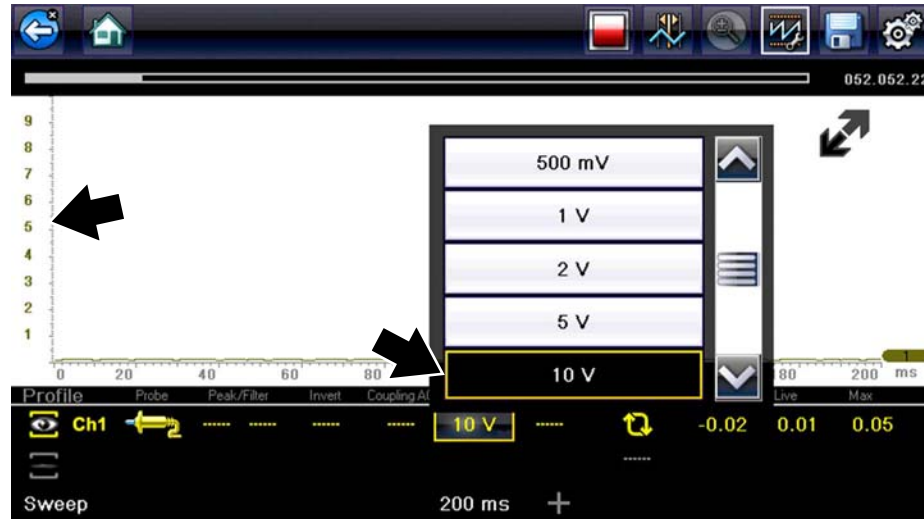 052.052.22
9
8
7
6
5
4
3
2
1
500 mV
1 V
2 V
5 V
10 V
0 20 40 60 80 80 200 ms
1
Profile Probe Peak/Filter Invert Coupling Live Max
Ch1 2 ----- ----- ----- ----- 10 V ----- -0.02 0.01 0.05
-----
Sweep 200 ms +